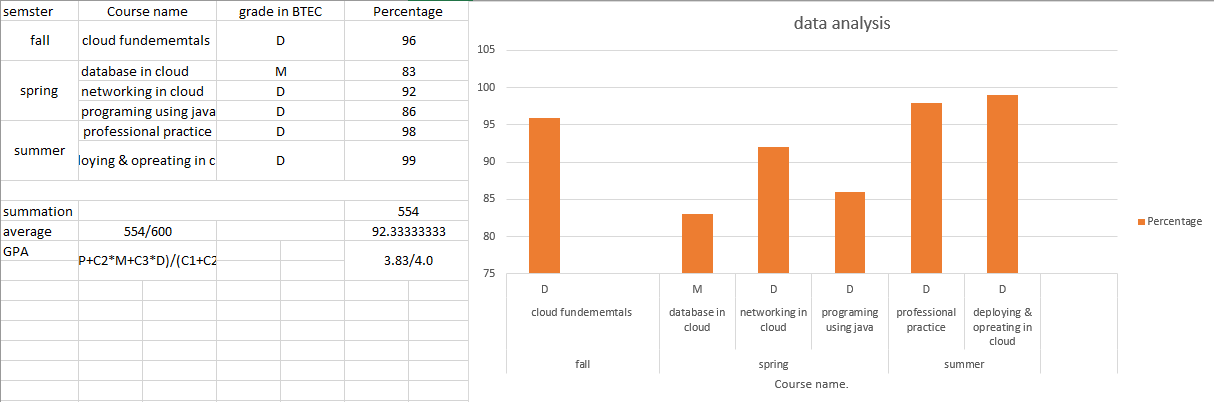 semster Course name grade in BTEC Percentage
fall cloud fundememtals D 96
spring
database in cloud M 83
networking in cloud D 92
programing using java D 86
summer
professional practice D 98
loying & opreating in c D 99
summation 554
average 554/600 92.33333333
GPA P+C2*M+C3*D)/(C1+C2 3.83/4.0
data analysis
105
100
95
90
85
80
75
D M D D D D
cloud fundememtals
database in
cloud
networking in
cloud
programing
using java
professional
practice
deploying &
opreating in
cloud
fall spring summer
Course name.
Percentage